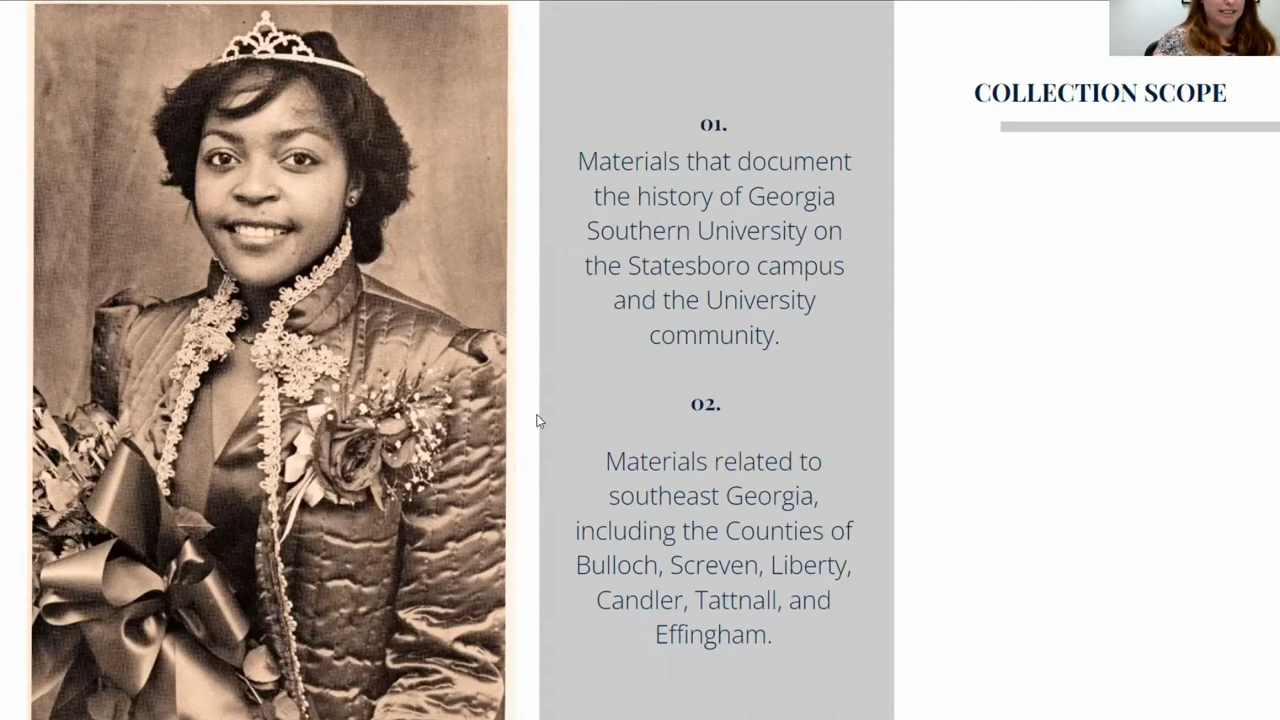 COLLECTION SCOPE
01.
Materials that document
the history of Georgia
Southern University on
the Statesboro campus
and the University
community.
02.
Materials related to
southeast Georgia,
including the Counties of
Bulloch, Screven, Liberty,
Candler, Tattnall, and
Effingham.